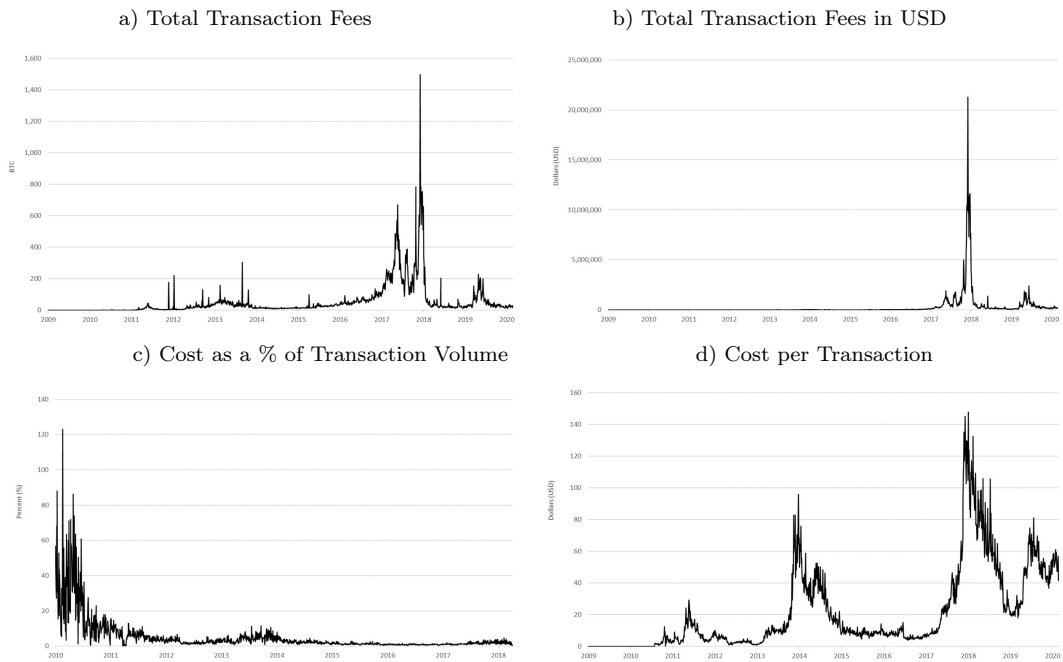 a) Total Transaction Fees
1,600
1,400
1,200
1,000
800
600
400
200
0
BTC
2009 2010 2011 2012 2013 2014 2015 2016 2017 2018 2019 2020
b) Total Transaction Fees in USD
25,000,000
20,000,000
15,000,000
10,000,000
5,000,000
0
Dollars (USD)
2009 2010 2011 2012 2013 2014 2015 2016 2017 2018 2019 2020
c) Cost as a % of Transaction Volume
140
120
100
80
60
40
20
0
Percent (%)
2010 2011 2012 2013 2014 2015 2016 2017 2018
d) Cost per Transaction
160
140
120
100
80
60
40
20
0
Dollars (USD)
2009 2010 2011 2012 2013 2014 2015 2016 2017 2018 2019 2020